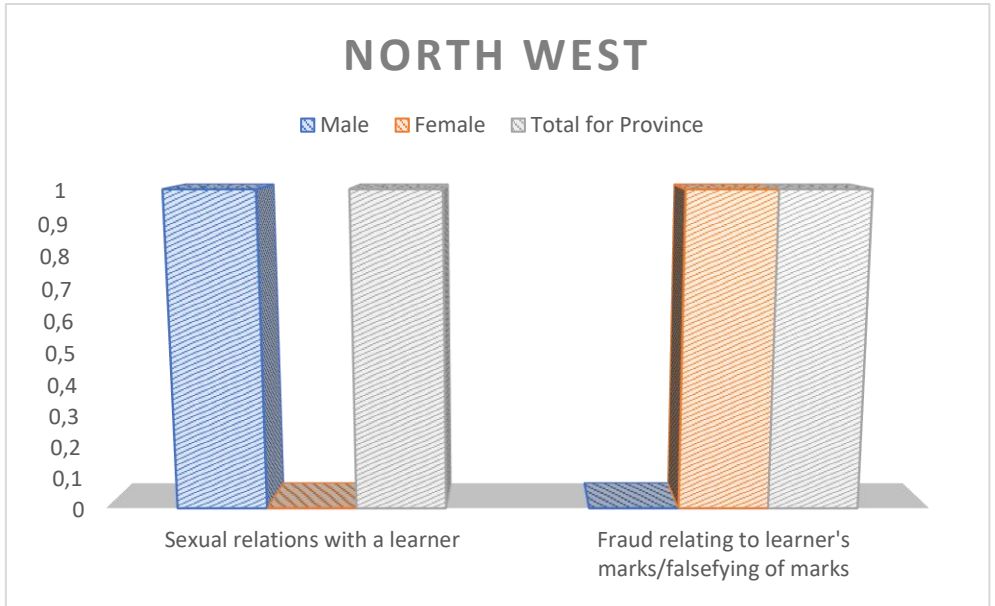 NORTH WEST
Male Female Total for Province
1
0,9
0,8
0,7
0,6
0,5
0,4
0,3
0,2
0,1
0
Sexual relations with a learner
Fraud relating to learner's
marks/falsefying of marks